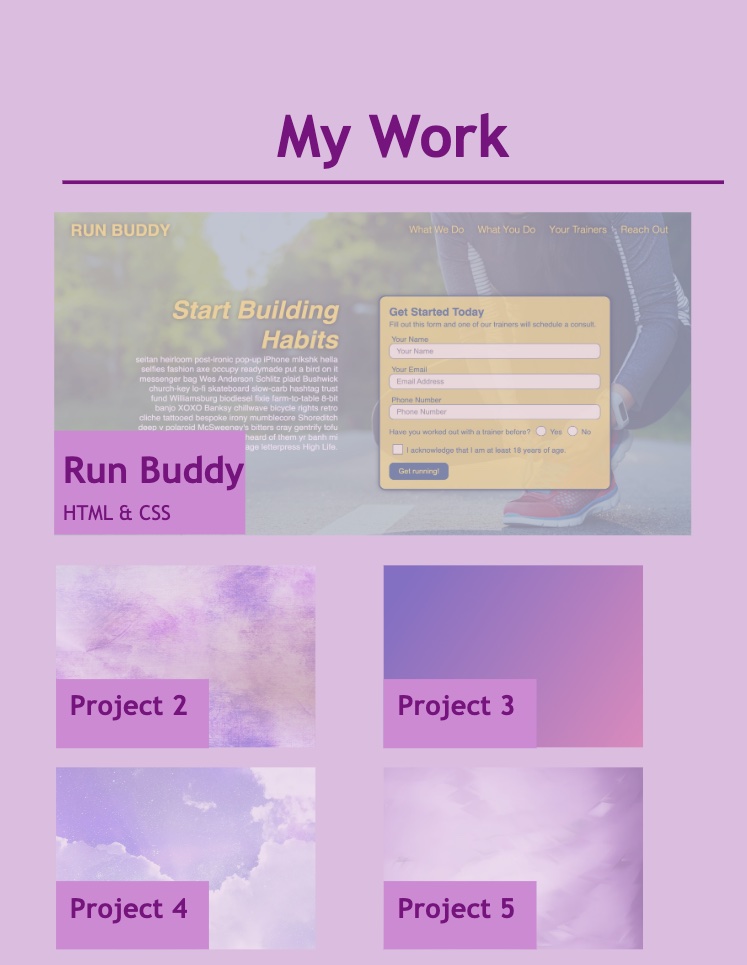 My Work
RUN BUDDY
What We Do What You Do Your Trainers Reach Out
Start Building
Habits
seitan heirloom post-ironic pop-up iPhone mlkshk hella
selfies fashion axe occupy readymade put a bird on it
messenger bag Wes Anderson Schlitz plaid Bushwick
church-key lo-fi skateboard slow-carb hashtag trust
fund Williamsburg biodiesel fixie farm-to-table 8-bit
banjo XOXO Banksy chillwave bicycle rights retro
cliche tattooed bespoke irony mumblecore Shoreditch
deep v polaroid McSweeney's bitters cray gentrify tofu
heard of them yr banh mi
age letterpress High Life.
Get Started Today
Fill out this form and one of our trainers will schedule a consult.
Your Name
Your Name
Your Email
Email Address
Phone Number
Phone Number
Have you worked out with a trainer before? Yes No
I acknowledge that I am at least 18 years of age.
Get running!
Run Buddy
HTML & CSS
Project 2
Project 3
Project 4
Project 5